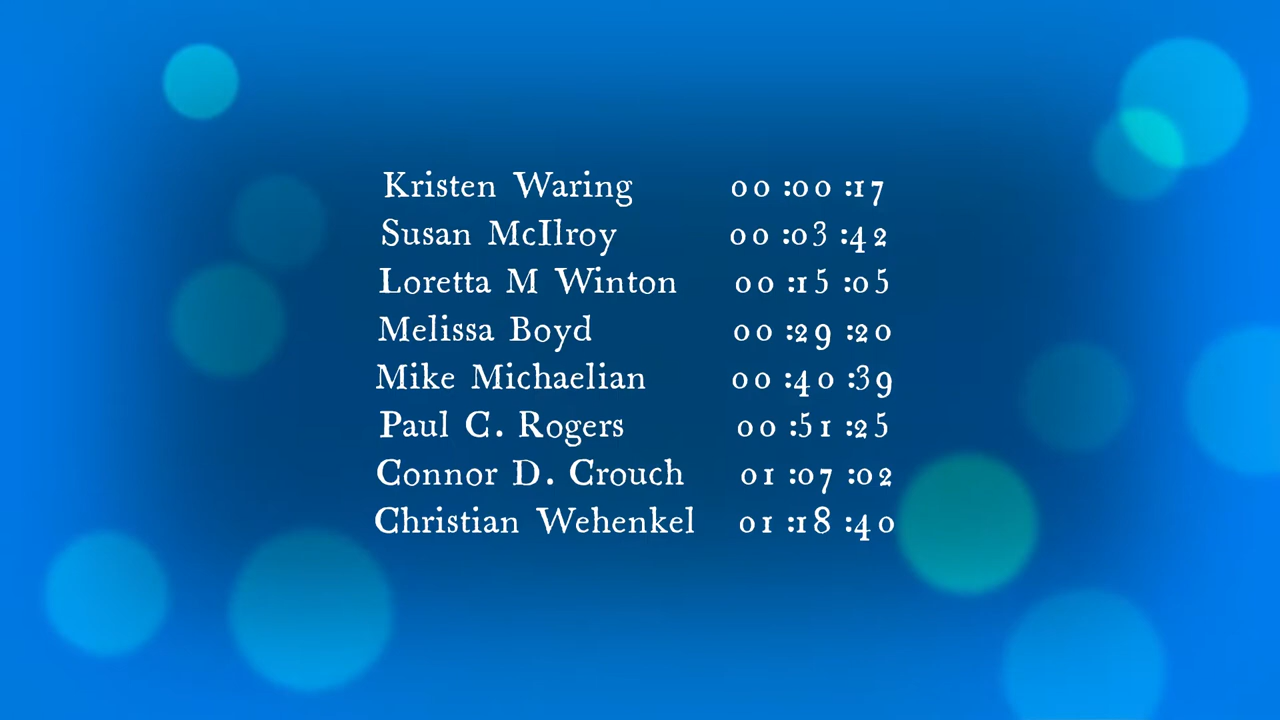 Kristen Waring 00:00:17
Susan McIlroy 00:03:42
Loretta M Winton 00:15:05
Melissa Boyd 00:29:20
Mike Michaelian 00:40:39
Paul C. Rogers 00:51:25
Connor D. Crouch 01:07:02
Christian Wehenkel 01:18:40